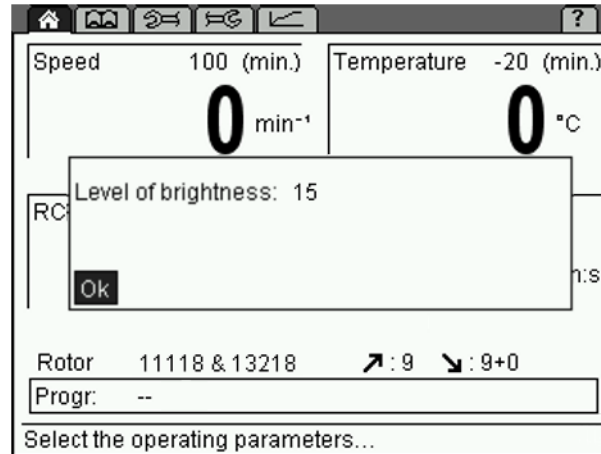 ?
Speed 100 (min.)
Temperature -20 (min.)
0 min⁻¹
0 °C
Level of brightness: 15
RC
n:s
Ok
Rotor 11118 & 13218 ↗: 9 ↘: 9+0
Progr: --
Select the operating parameters...